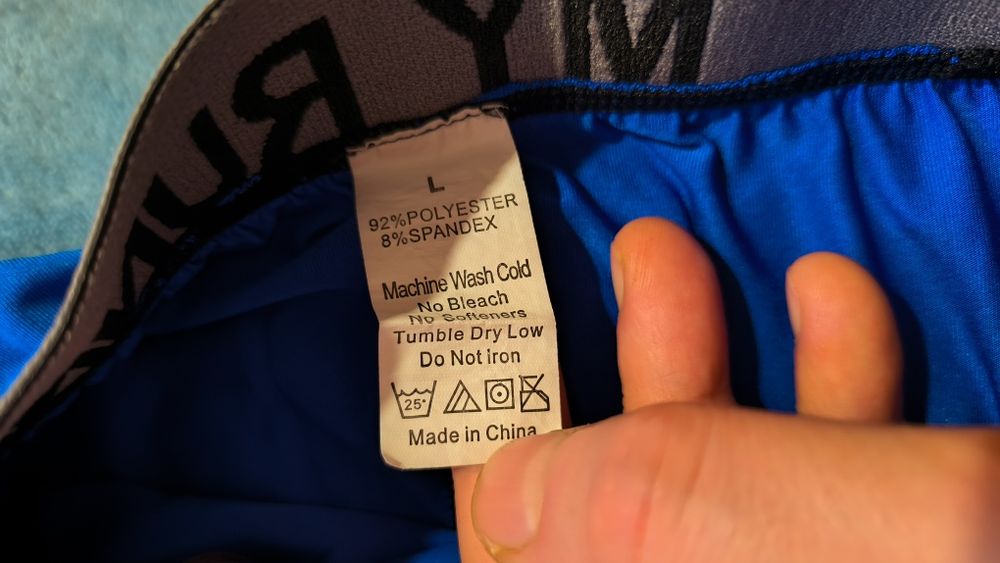 L
92%POLYESTER
8%SPANDEX
Machine Wash Cold
No Bleach
No Softeners
Tumble Dry Low
Do Not Iron
25°
Made in China